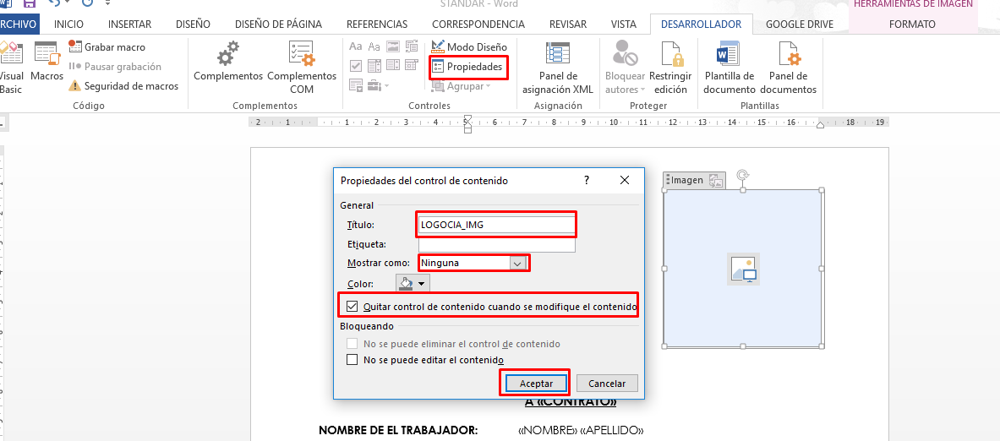 STANDAR - Word
HERRAMIENTAS DE IMAGEN
ARCHIVO INICIO INSERTAR DISEÑO DISEÑO DE PÁGINA REFERENCIAS CORRESPONDENCIA REVISAR VISTA DESARROLLADOR GOOGLE DRIVE FORMATO
Visual Basic
Macros
Grabar macro
Pausar grabación
Seguridad de macros
Código
Complementos
Complementos COM
Complementos
Aa Aa
Modo Diseño
Propiedades
Agrupar
Controles
Panel de asignación XML
Asignación
Bloquear autores
Restringir edición
Proteger
Plantilla de documento
Panel de documentos
Plantillas
2 1 1 2 3 4 5 6 7 8 9 10 11 12 13 14 15 16 18 19
Propiedades del control de contenido ?
General
Título: LOGOCIA_IMG
Etiqueta:
Mostrar como: Ninguna
Color:
Quitar control de contenido cuando se modifique el contenido
Bloqueando
No se puede eliminar el control de contenido
No se puede editar el contenido
Aceptar Cancelar
Imagen
A «CONTRATO»
NOMBRE DE EL TRABAJADOR: «NOMBRE» «APELLIDO»